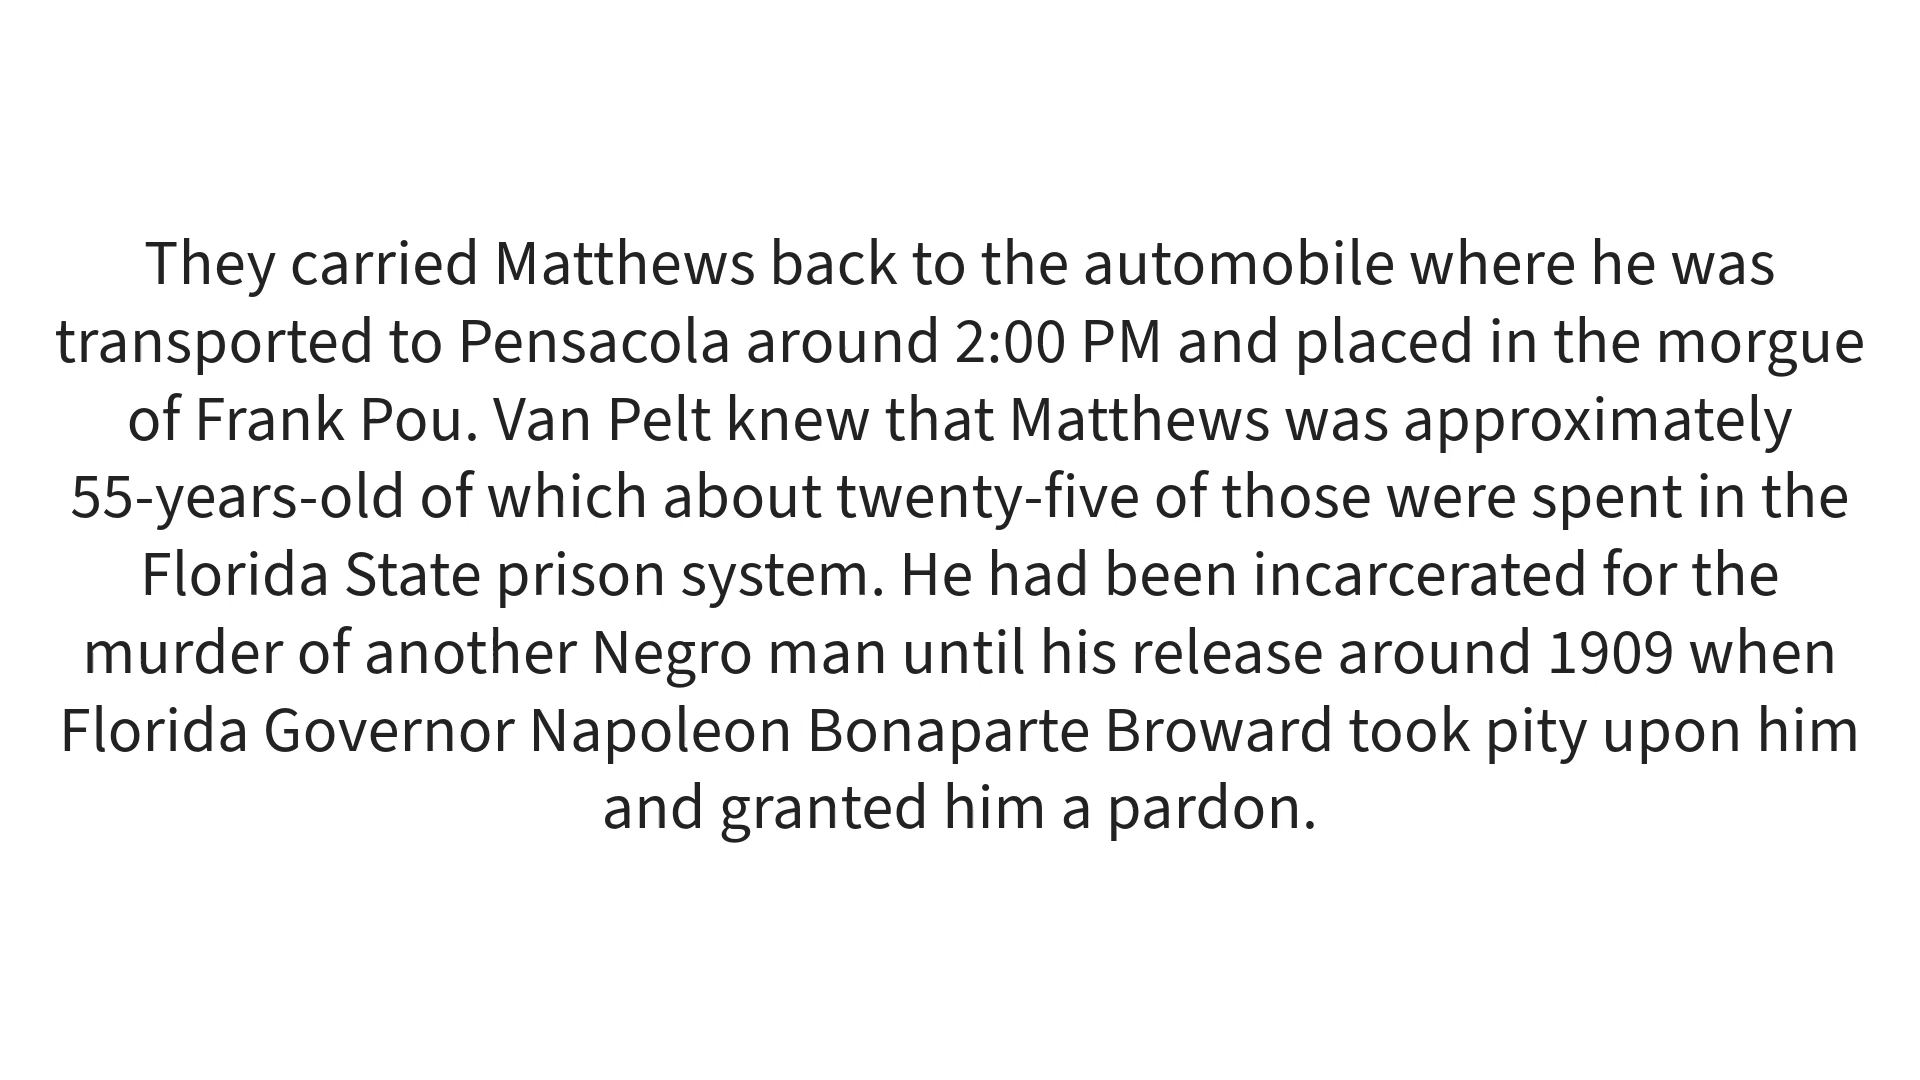 They carried Matthews back to the automobile where he was
transported to Pensacola around 2:00 PM and placed in the morgue
of Frank Pou. Van Pelt knew that Matthews was approximately
55-years-old of which about twenty-five of those were spent in the
Florida State prison system. He had been incarcerated for the
murder of another Negro man until his release around 1909 when
Florida Governor Napoleon Bonaparte Broward took pity upon him
and granted him a pardon.